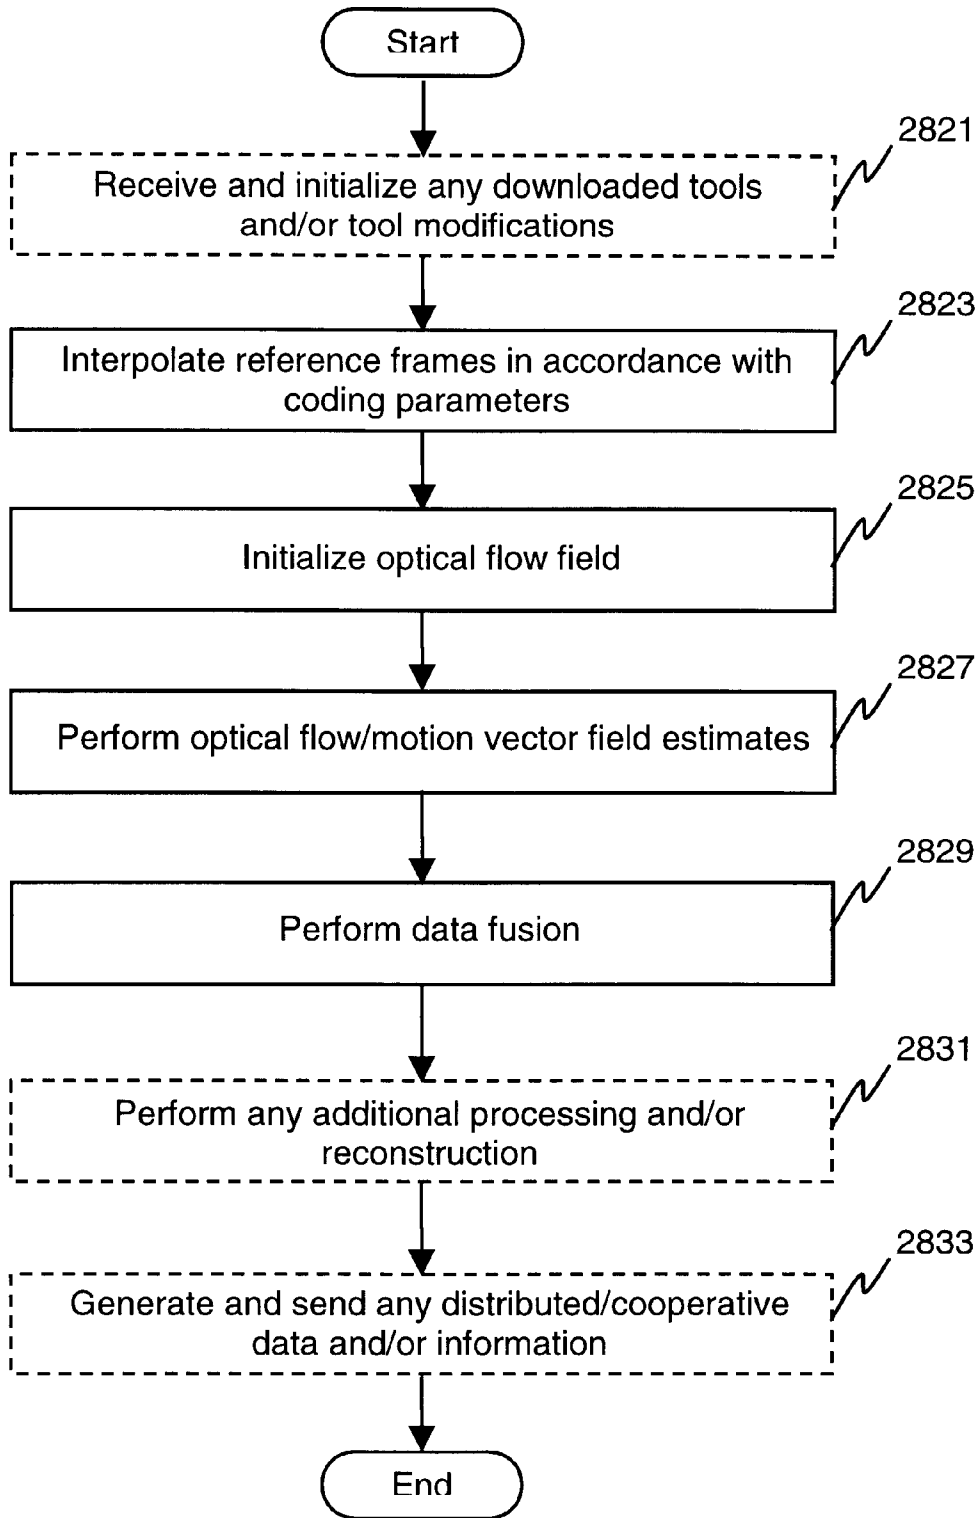 Start
2821
Receive and initialize any downloaded tools
and/or tool modifications
2823
Interpolate reference frames in accordance with
coding parameters
2825
Initialize optical flow field
2827
Perform optical flow/motion vector field estimates
2829
Perform data fusion
2831
Perform any additional processing and/or
reconstruction
2833
Generate and send any distributed/cooperative
data and/or information
End